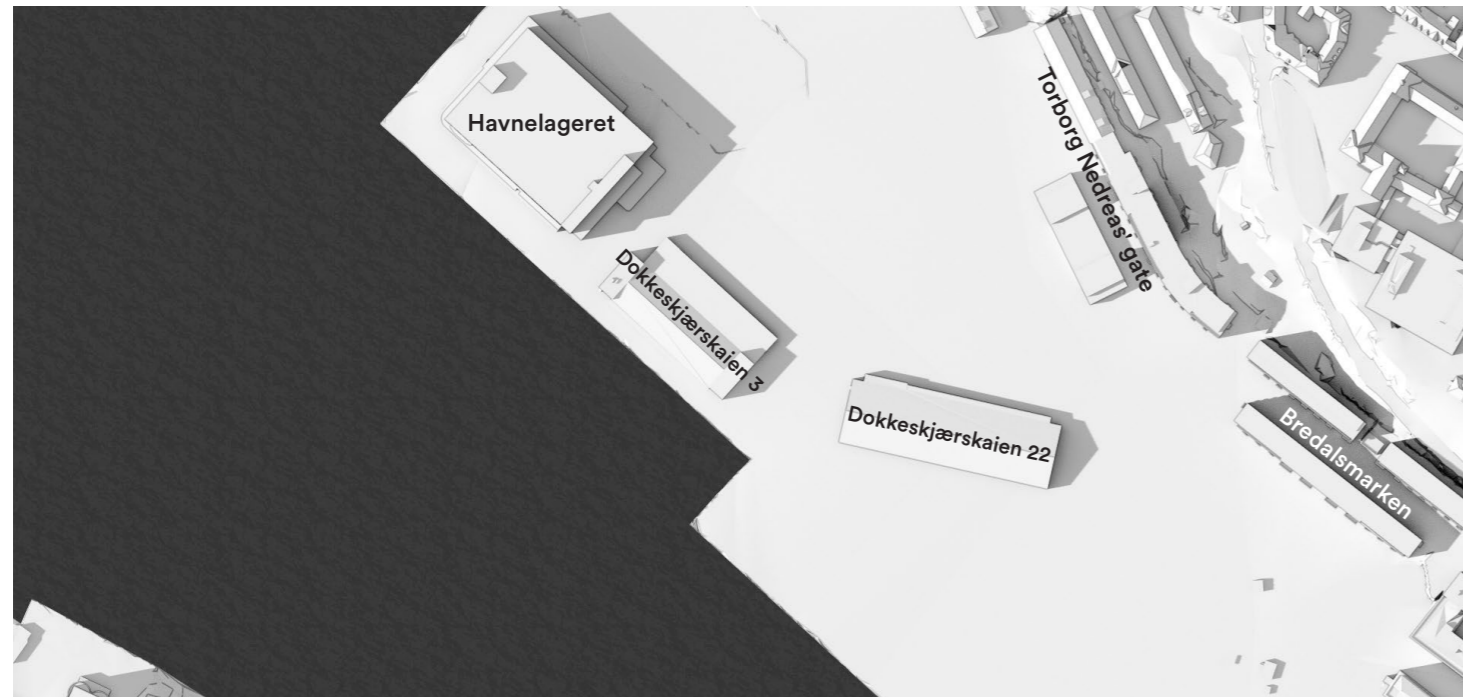 Havnelageret
Torborg Nedreas' gate
Dokkeskjærskaien 3
Dokkeskjærskaien 22
Bredalsmarken